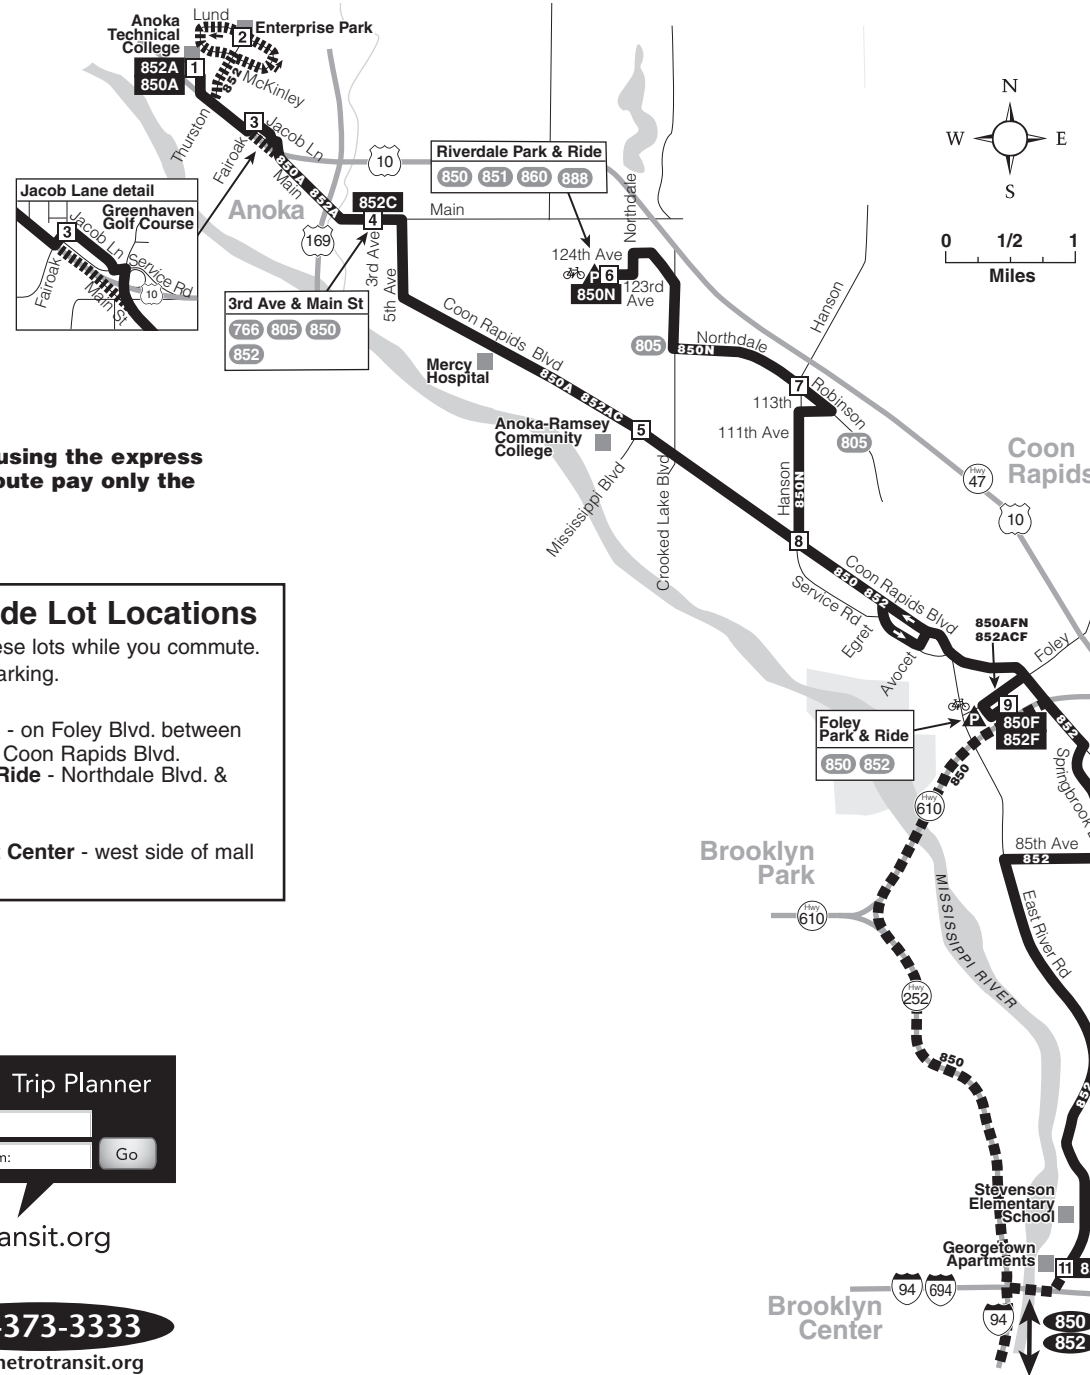 Lund
Anoka
Technical
College
Enterprise Park
2
852A
850A
1
852
McKinley
Thurston
3
Jacob Ln
Fairoak
Main
850A 852A
Anoka
10
169
Jacob Lane detail
Greenhaven
Golf Course
3
Jacob Ln
Service Rd
Fairoak
Main St
10
852C
4
Main
3rd Ave
5th Ave
3rd Ave & Main St
766 805 850
852
Riverdale Park & Ride
850 851 860 888
Northdale
124th Ave
P
6
850N
123rd
Ave
805
850N
Northdale
Hanson
7
Robinson
113th
111th Ave
805
Hanson
850N
8
N
W
E
S
0 1/2 1
Miles
Coon Rapids Blvd
Mercy
Hospital
850A 852AC
Anoka-Ramsey
Community
College
5
Mississippi Blvd
Crooked Lake Blvd
Hwy
47
Coon
Rapids
10
using the express
oute pay only the
de Lot Locations
ese lots while you commute.
arking.
- on Foley Blvd. between
Coon Rapids Blvd.
Ride - Northdale Blvd. &
Center - west side of mall
850 852
Coon Rapids Blvd
Service Rd
Egret
Avocet
850AFN
852ACF
Foley
P
9
850F
852F
852
Springbrook
Foley
Park & Ride
850 852
850
Hwy
610
85th Ave
852
Brooklyn
Park
Hwy
610
MISSISSIPPI RIVER
East River Rd
Hwy
252
850
852
Trip Planner
m:
Go
ansit.org
-373-3333
netrotransit.org
Stevenson
Elementary
School
Georgetown
Apartments
11
8
94 694
Brooklyn
Center
94
850
852